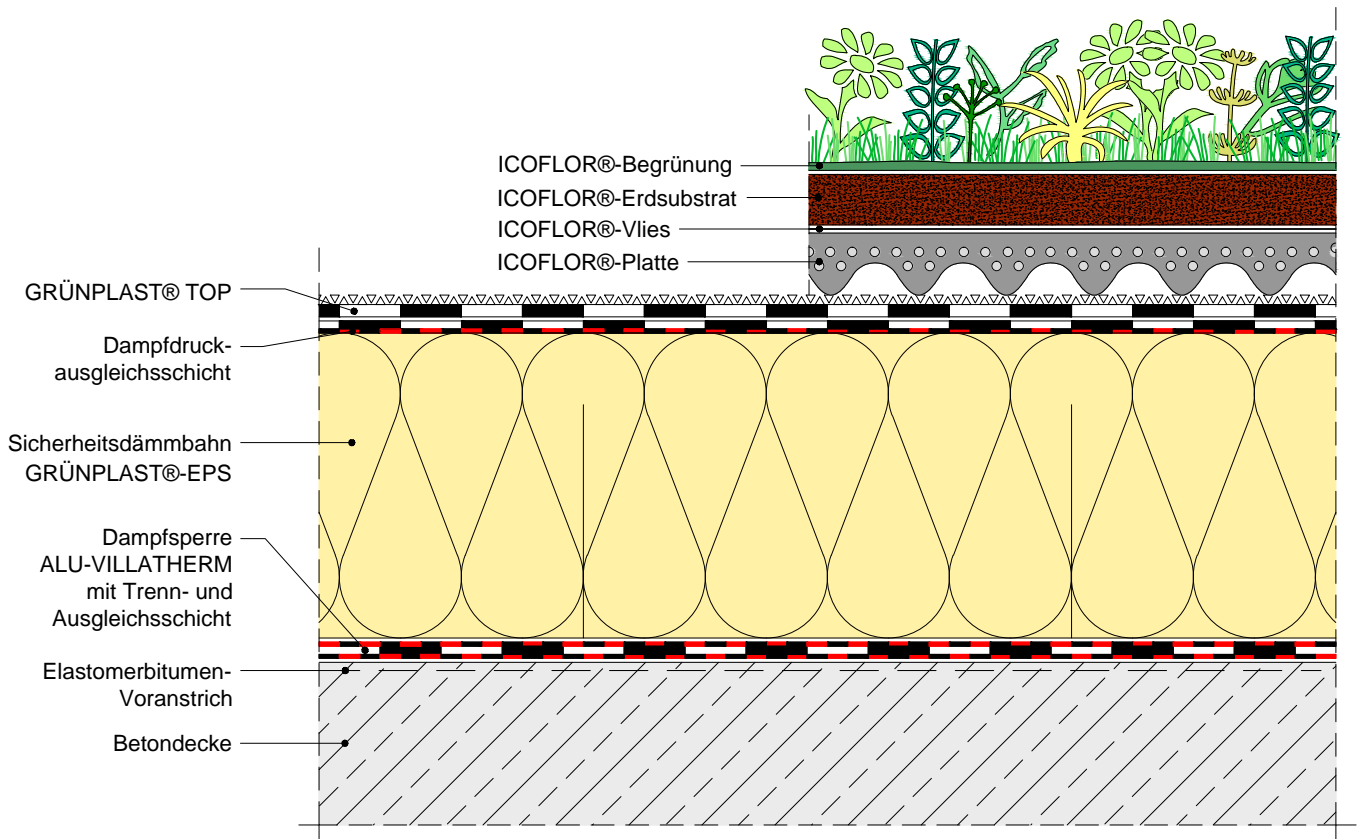 ICOFLOR®-Begrünung
ICOFLOR®-Erdsubstrat
ICOFLOR®-Vlies
ICOFLOR®-Platte
GRÜNPLAST® TOP
Dampfdruck-
ausgleichsschicht
Sicherheitsdämmbahn
GRÜNPLAST®-EPS
Dampfsperre
ALU-VILLATHERM
mit Trenn- und
Ausgleichsschicht
Elastomerbitumen-
Voranstrich
Betondecke